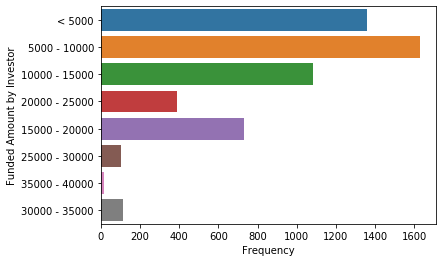 Funded Amount by Investor
< 5000
5000 - 10000
10000 - 15000
20000 - 25000
15000 - 20000
25000 - 30000
35000 - 40000
30000 - 35000
0 200 400 600 800 1000 1200 1400 1600
Frequency